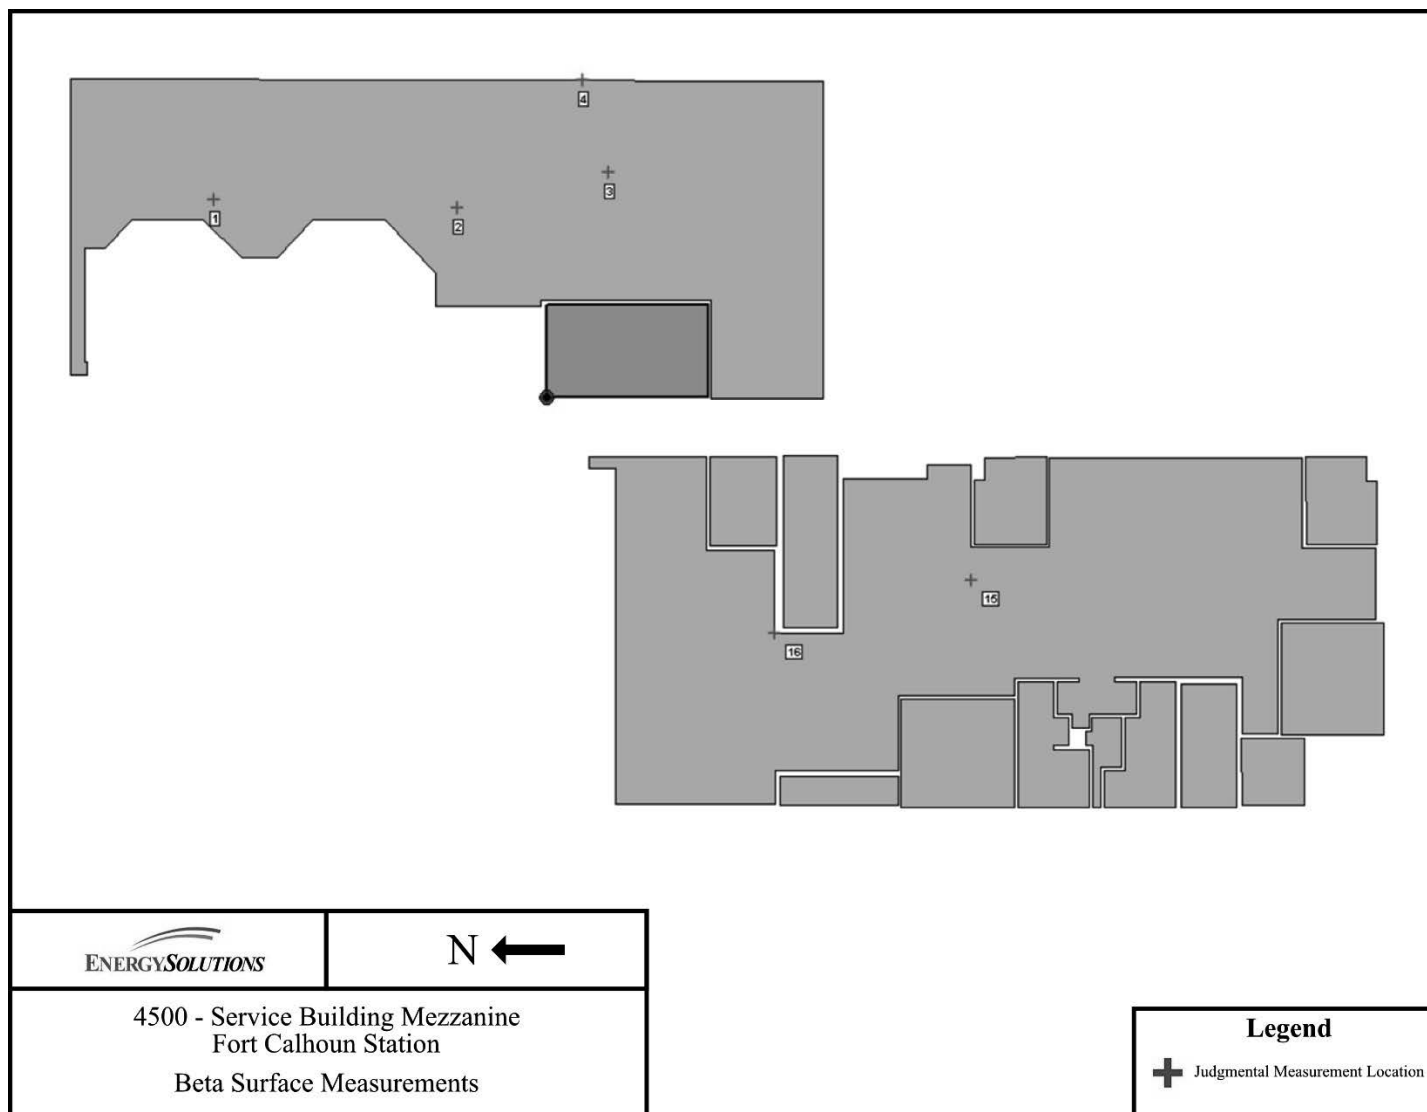 4
1
2
3
15
16
ENERGYSOLUTIONS
N
4500 - Service Building Mezzanine
Fort Calhoun Station
Beta Surface Measurements
Legend
Judgmental Measurement Location